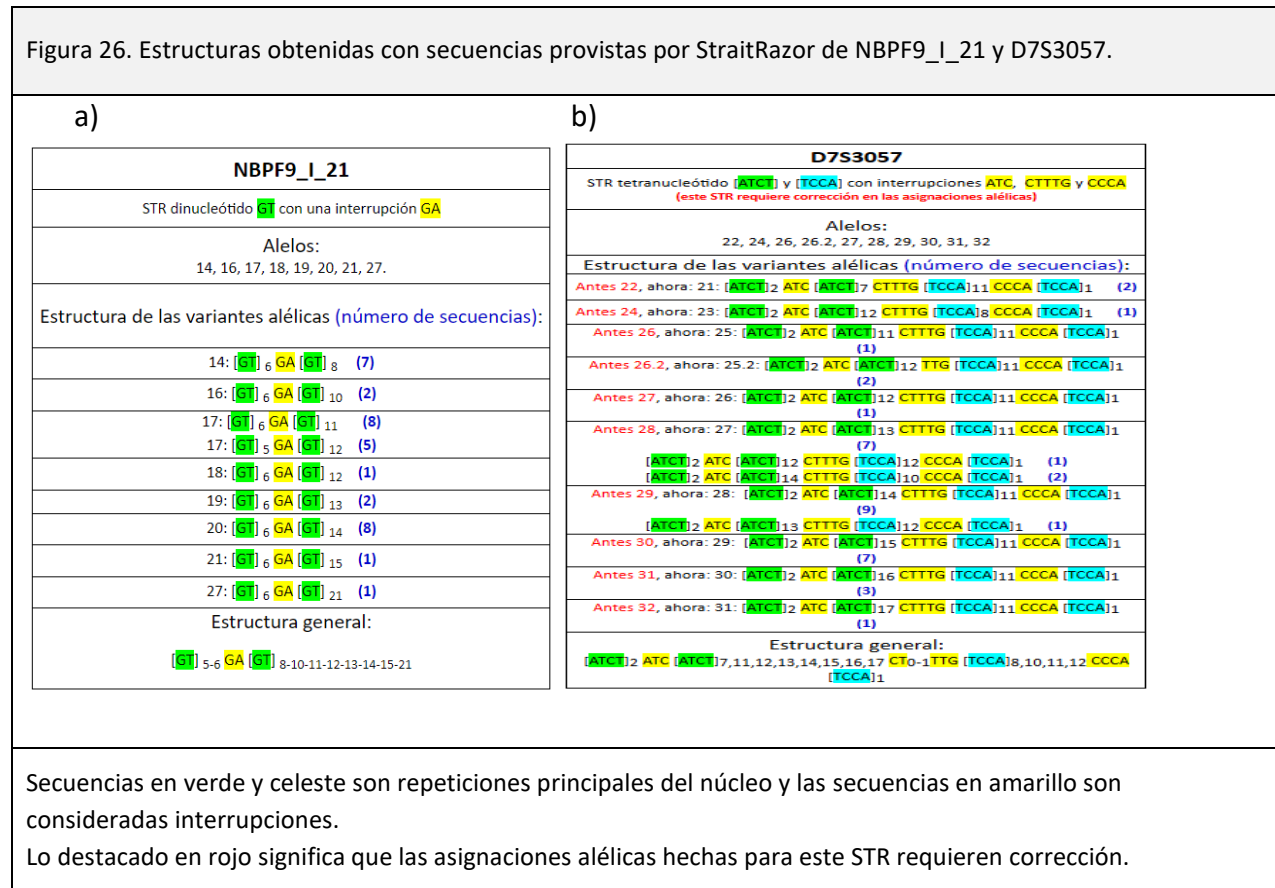 Figura 26. Estructuras obtenidas con secuencias provistas por StraitRazor de NBPF9_I_21 y D7S3057.
a)
NBPF9_I_21
STR dinucleótido GT con una interrupción GA
Alelos:
14, 16, 17, 18, 19, 20, 21, 27.
Estructura de las variantes alélicas (número de secuencias):
14: [GT] 6 GA [GT] 8 (7)
16: [GT] 6 GA [GT] 10 (2)
17: [GT] 6 GA [GT] 11 (8)
17: [GT] 5 GA [GT] 12 (5)
18: [GT] 6 GA [GT] 12 (1)
19: [GT] 6 GA [GT] 13 (2)
20: [GT] 6 GA [GT] 14 (8)
21: [GT] 6 GA [GT] 15 (1)
27: [GT] 6 GA [GT] 21 (1)
Estructura general:
[GT] 5-6 GA [GT] 8-10-11-12-13-14-15-21
b)
D7S3057
STR tetranucleótido [ATCT] y [TCCA] con interrupciones ATC, CTTTG y CCCA
(este STR requiere corrección en las asignaciones alélicas)
Alelos:
22, 24, 26, 26.2, 27, 28, 29, 30, 31, 32
Estructura de las variantes alélicas (número de secuencias):
Antes 22, ahora: 21: [ATCT]2 ATC [ATCT]7 CTTTG [TCCA]11 CCCA [TCCA]1 (2)
Antes 24, ahora: 23: [ATCT]2 ATC [ATCT]12 CTTTG [TCCA]8 CCCA [TCCA]1 (1)
Antes 26, ahora: 25: [ATCT]2 ATC [ATCT]11 CTTTG [TCCA]11 CCCA [TCCA]1
(1)
Antes 26.2, ahora: 25.2: [ATCT]2 ATC [ATCT]12 TTG [TCCA]11 CCCA [TCCA]1
(2)
Antes 27, ahora: 26: [ATCT]2 ATC [ATCT]12 CTTTG [TCCA]11 CCCA [TCCA]1
(1)
Antes 28, ahora: 27: [ATCT]2 ATC [ATCT]13 CTTTG [TCCA]11 CCCA [TCCA]1
(7)
[ATCT]2 ATC [ATCT]12 CTTTG [TCCA]12 CCCA [TCCA]1 (1)
[ATCT]2 ATC [ATCT]14 CTTTG [TCCA]10 CCCA [TCCA]1 (2)
Antes 29, ahora: 28: [ATCT]2 ATC [ATCT]14 CTTTG [TCCA]11 CCCA [TCCA]1
(9)
[ATCT]2 ATC [ATCT]13 CTTTG [TCCA]12 CCCA [TCCA]1 (1)
Antes 30, ahora: 29: [ATCT]2 ATC [ATCT]15 CTTTG [TCCA]11 CCCA [TCCA]1
(7)
Antes 31, ahora: 30: [ATCT]2 ATC [ATCT]16 CTTTG [TCCA]11 CCCA [TCCA]1
(3)
Antes 32, ahora: 31: [ATCT]2 ATC [ATCT]17 CTTTG [TCCA]11 CCCA [TCCA]1
(1)
Estructura general:
[ATCT]2 ATC [ATCT]7,11,12,13,14,15,16,17 CT0-1TTG [TCCA]8,10,11,12 CCCA
[TCCA]1
Secuencias en verde y celeste son repeticiones principales del núcleo y las secuencias en amarillo son
consideradas interrupciones.
Lo destacado en rojo significa que las asignaciones alélicas hechas para este STR requieren corrección.